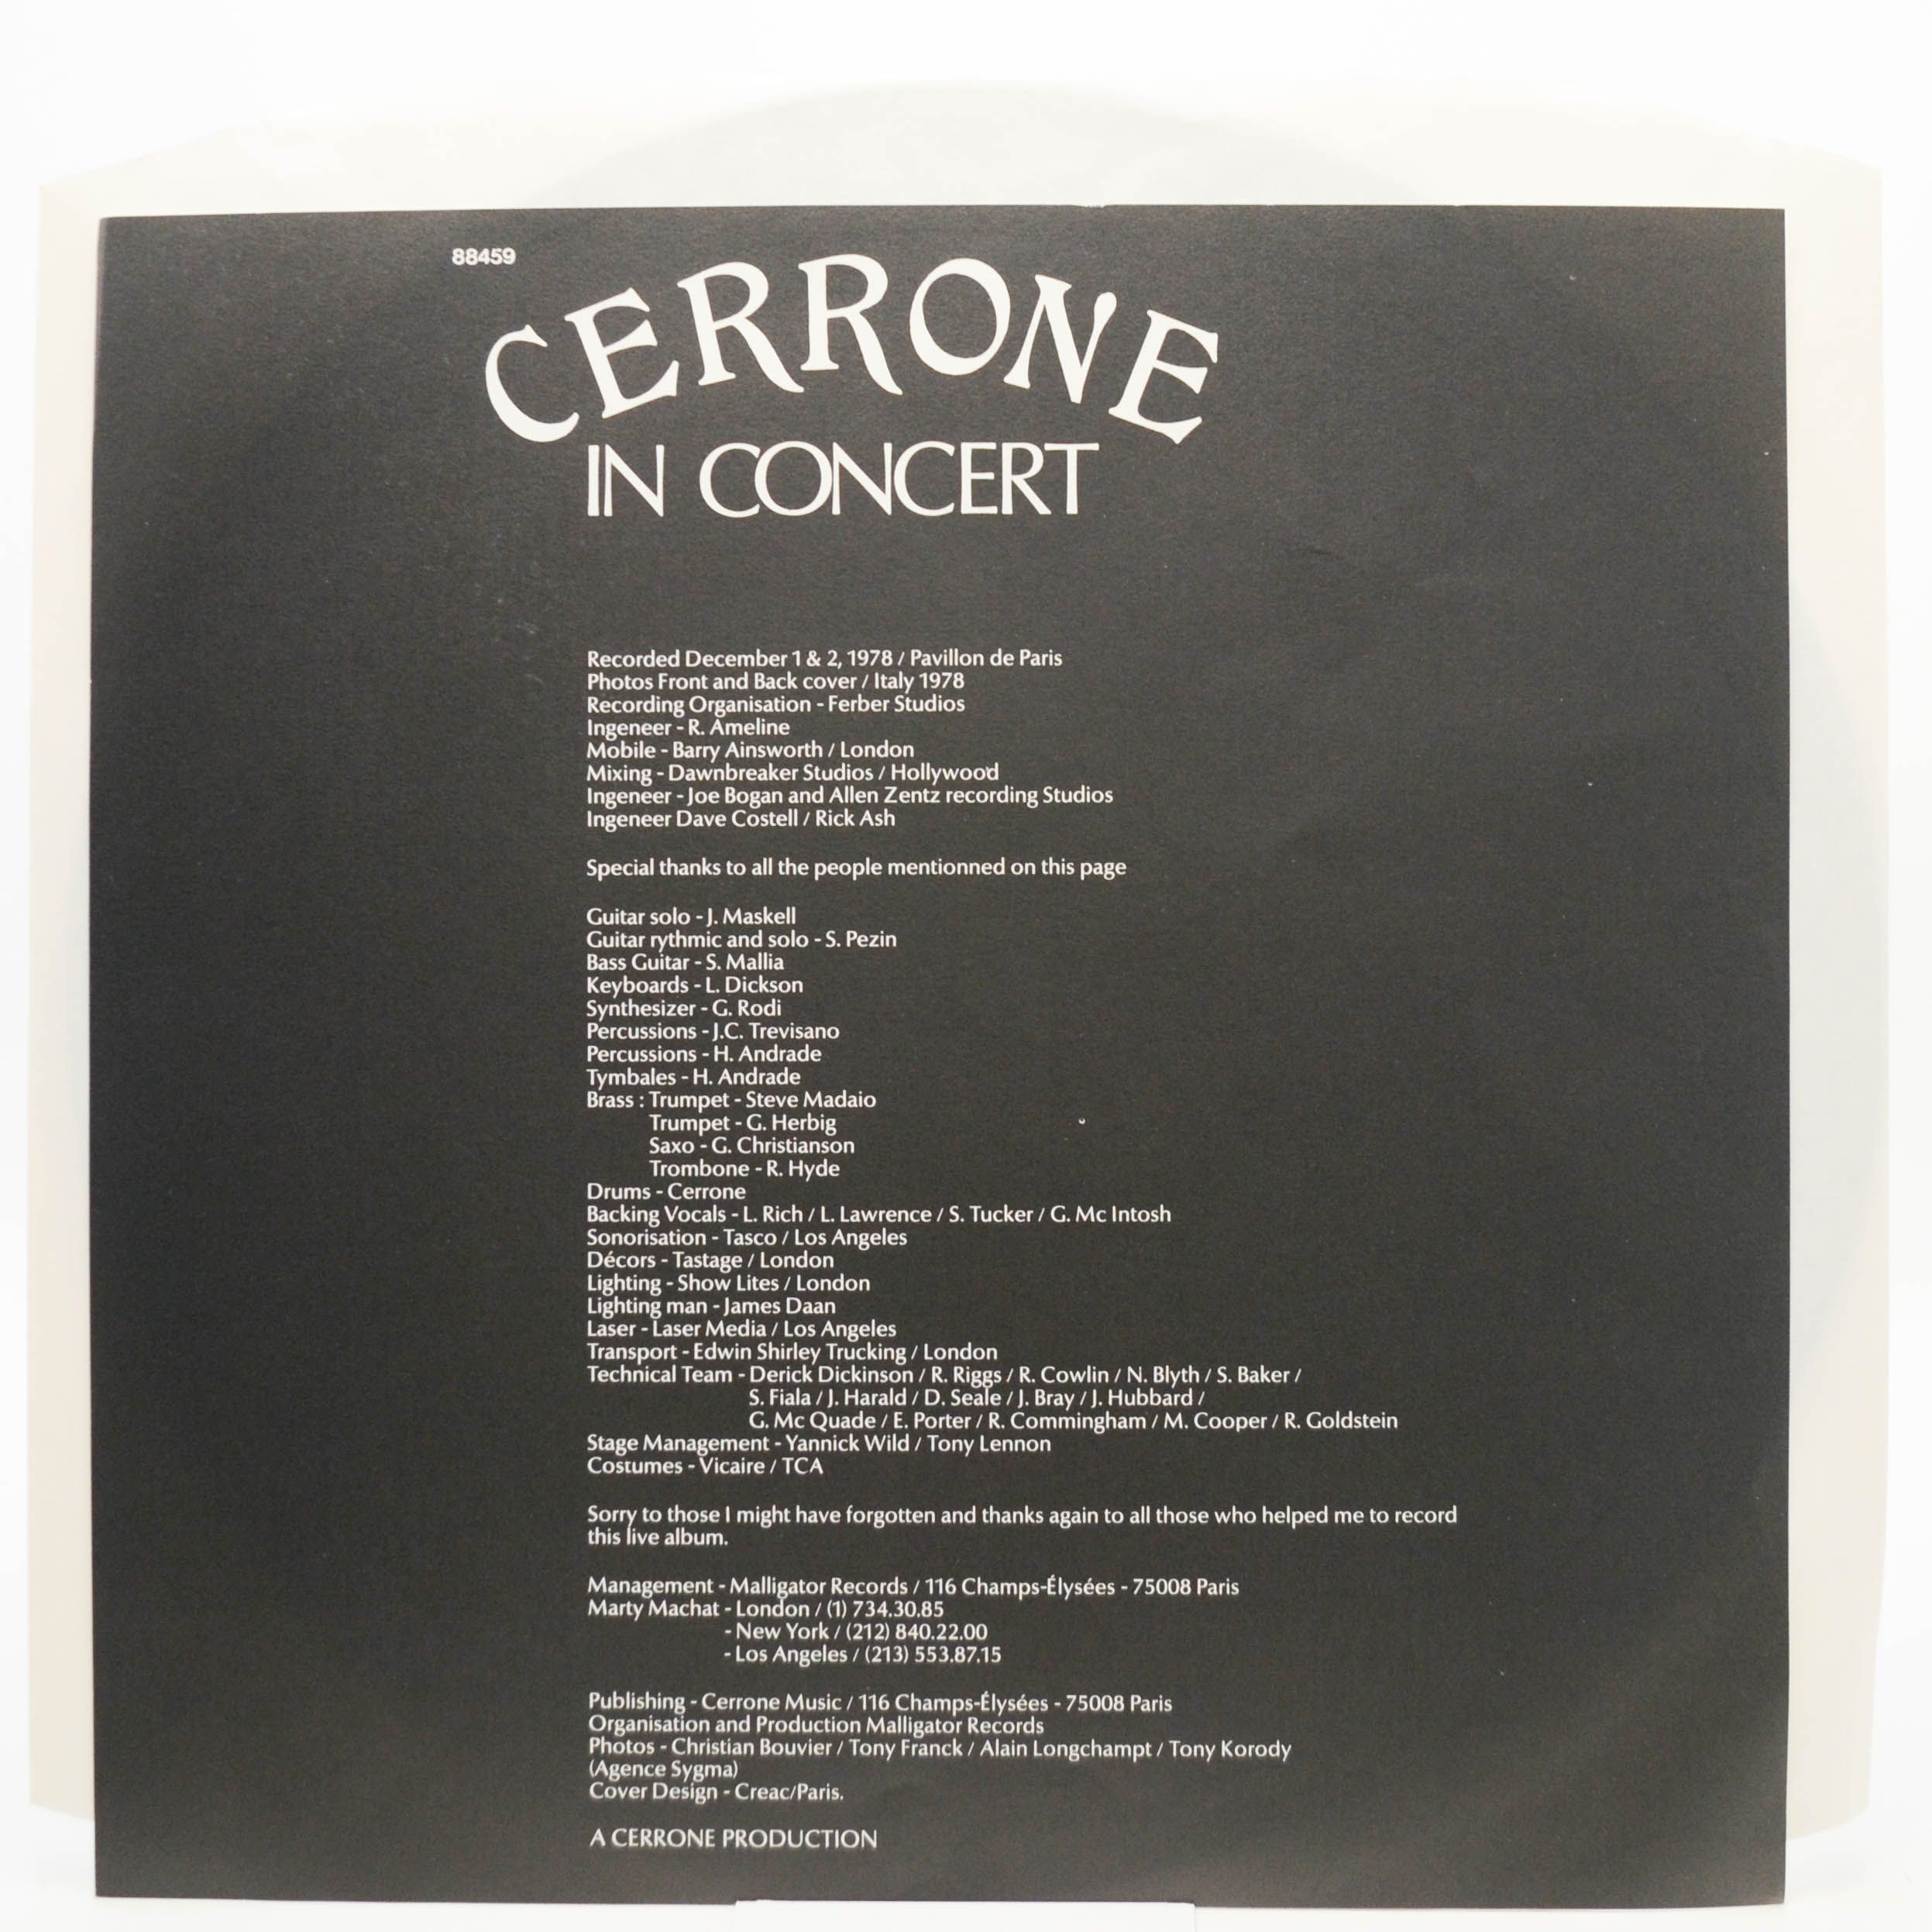 88459
CERRONE
IN CONCERT
Recorded December 1 & 2, 1978 / Pavillon de Paris
Photos Front and Back cover / Italy 1978
Recording Organisation - Ferber Studios
Ingeneer - R. Ameline
Mobile - Barry Ainsworth / London
Mixing - Dawnbreaker Studios / Hollywood
Ingeneer - Joe Bogan and Allen Zentz recording Studios
Ingeneer Dave Costell / Rick Ash
Special thanks to all the people mentionned on this page
Guitar solo - J. Maskell
Guitar rythmic and solo - S. Pezin
Bass Guitar - S. Mallia
Keyboards - L. Dickson
Synthesizer - G. Rodi
Percussions - J.C. Trevisano
Percussions - H. Andrade
Tymbales - H. Andrade
Brass : Trumpet - Steve Madaio
Trumpet - G. Herbig
Saxo - G. Christianson
Trombone - R. Hyde
Drums - Cerrone
Backing Vocals - L. Rich / L. Lawrence / S. Tucker / G. Mc Intosh
Sonorisation - Tasco / Los Angeles
Décors - Tastage / London
Lighting - Show Lites / London
Lighting man - James Daan
Laser - Laser Media / Los Angeles
Transport - Edwin Shirley Trucking / London
Technical Team - Derick Dickinson / R. Riggs / R. Cowlin / N. Blyth / S. Baker /
S. Fiala / J. Harald / D. Seale / J. Bray / J. Hubbard /
G. Mc Quade / E. Porter / R. Commingham / M. Cooper / R. Goldstein
Stage Management - Yannick Wild / Tony Lennon
Costumes - Vicaire / TCA
Sorry to those I might have forgotten and thanks again to all those who helped me to record
this live album.
Management - Malligator Records / 116 Champs-Élysées - 75008 Paris
Marty Machat - London / (1) 734.30.85
- New York / (212) 840.22.00
- Los Angeles / (213) 553.87.15
Publishing - Cerrone Music / 116 Champs-Élysées - 75008 Paris
Organisation and Production Malligator Records
Photos - Christian Bouvier / Tony Franck / Alain Longchampt / Tony Korody
(Agence Sygma)
Cover Design - Creac/Paris.
A CERRONE PRODUCTION